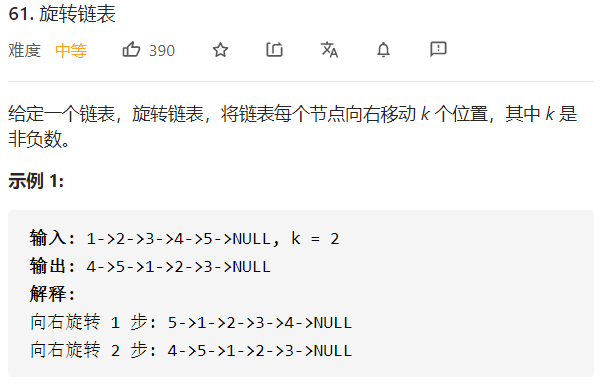 61. 旋转链表
难度 中等 390
给定一个链表，旋转链表，将链表每个节点向右移动 k 个位置，其中 k 是
非负数。
示例 1:
输入: 1->2->3->4->5->NULL, k = 2
输出: 4->5->1->2->3->NULL
解释:
向右旋转 1 步: 5->1->2->3->4->NULL
向右旋转 2 步: 4->5->1->2->3->NULL